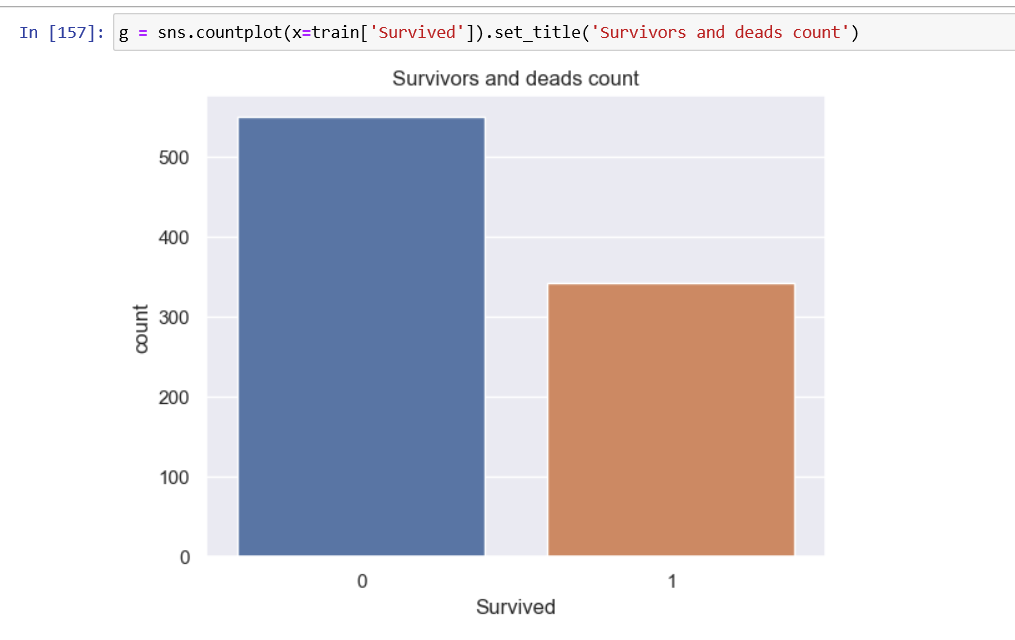 In [157]: g = sns.countplot(x=train['Survived']).set_title('Survivors and deads count')
Survivors and deads count
500
400
300
200
100
0
count
0 1
Survived